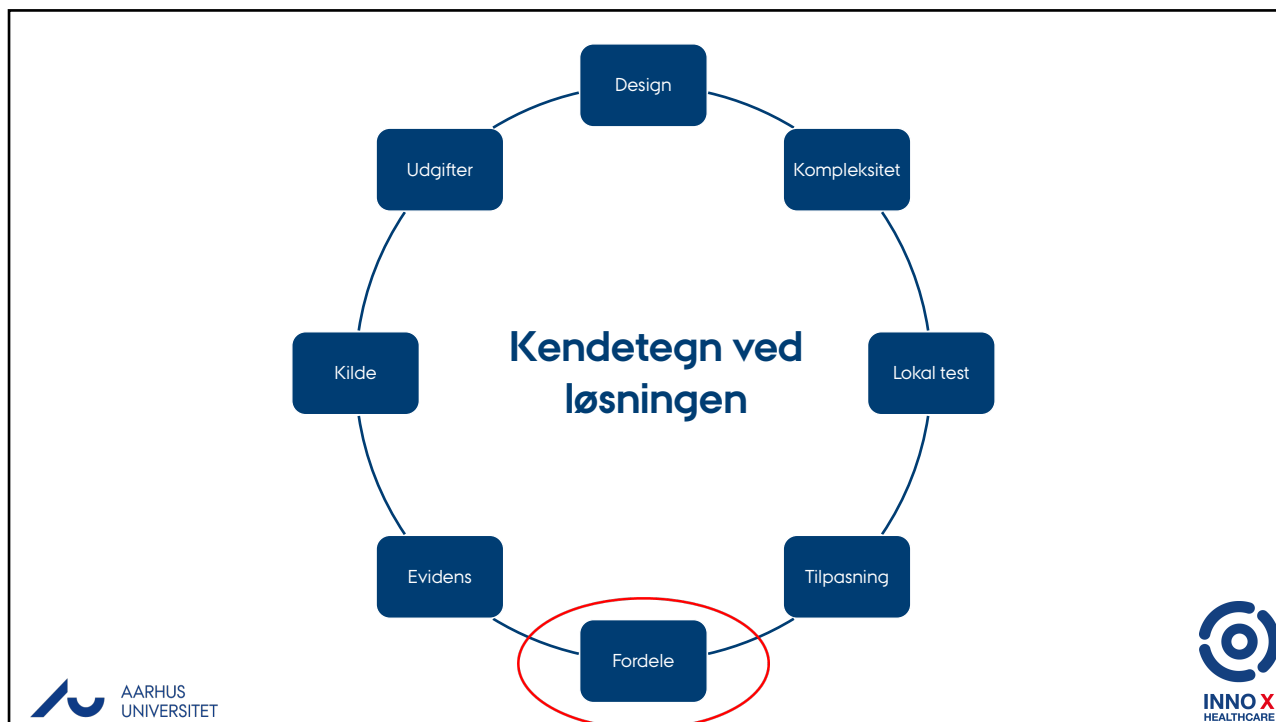 Design
Udgifter
Kompleksitet
Kendetegn ved
løsningen
Kilde
Lokal test
Evidens
Tilpasning
Fordele
AARHUS
UNIVERSITET
INNO X
HEALTHCARE